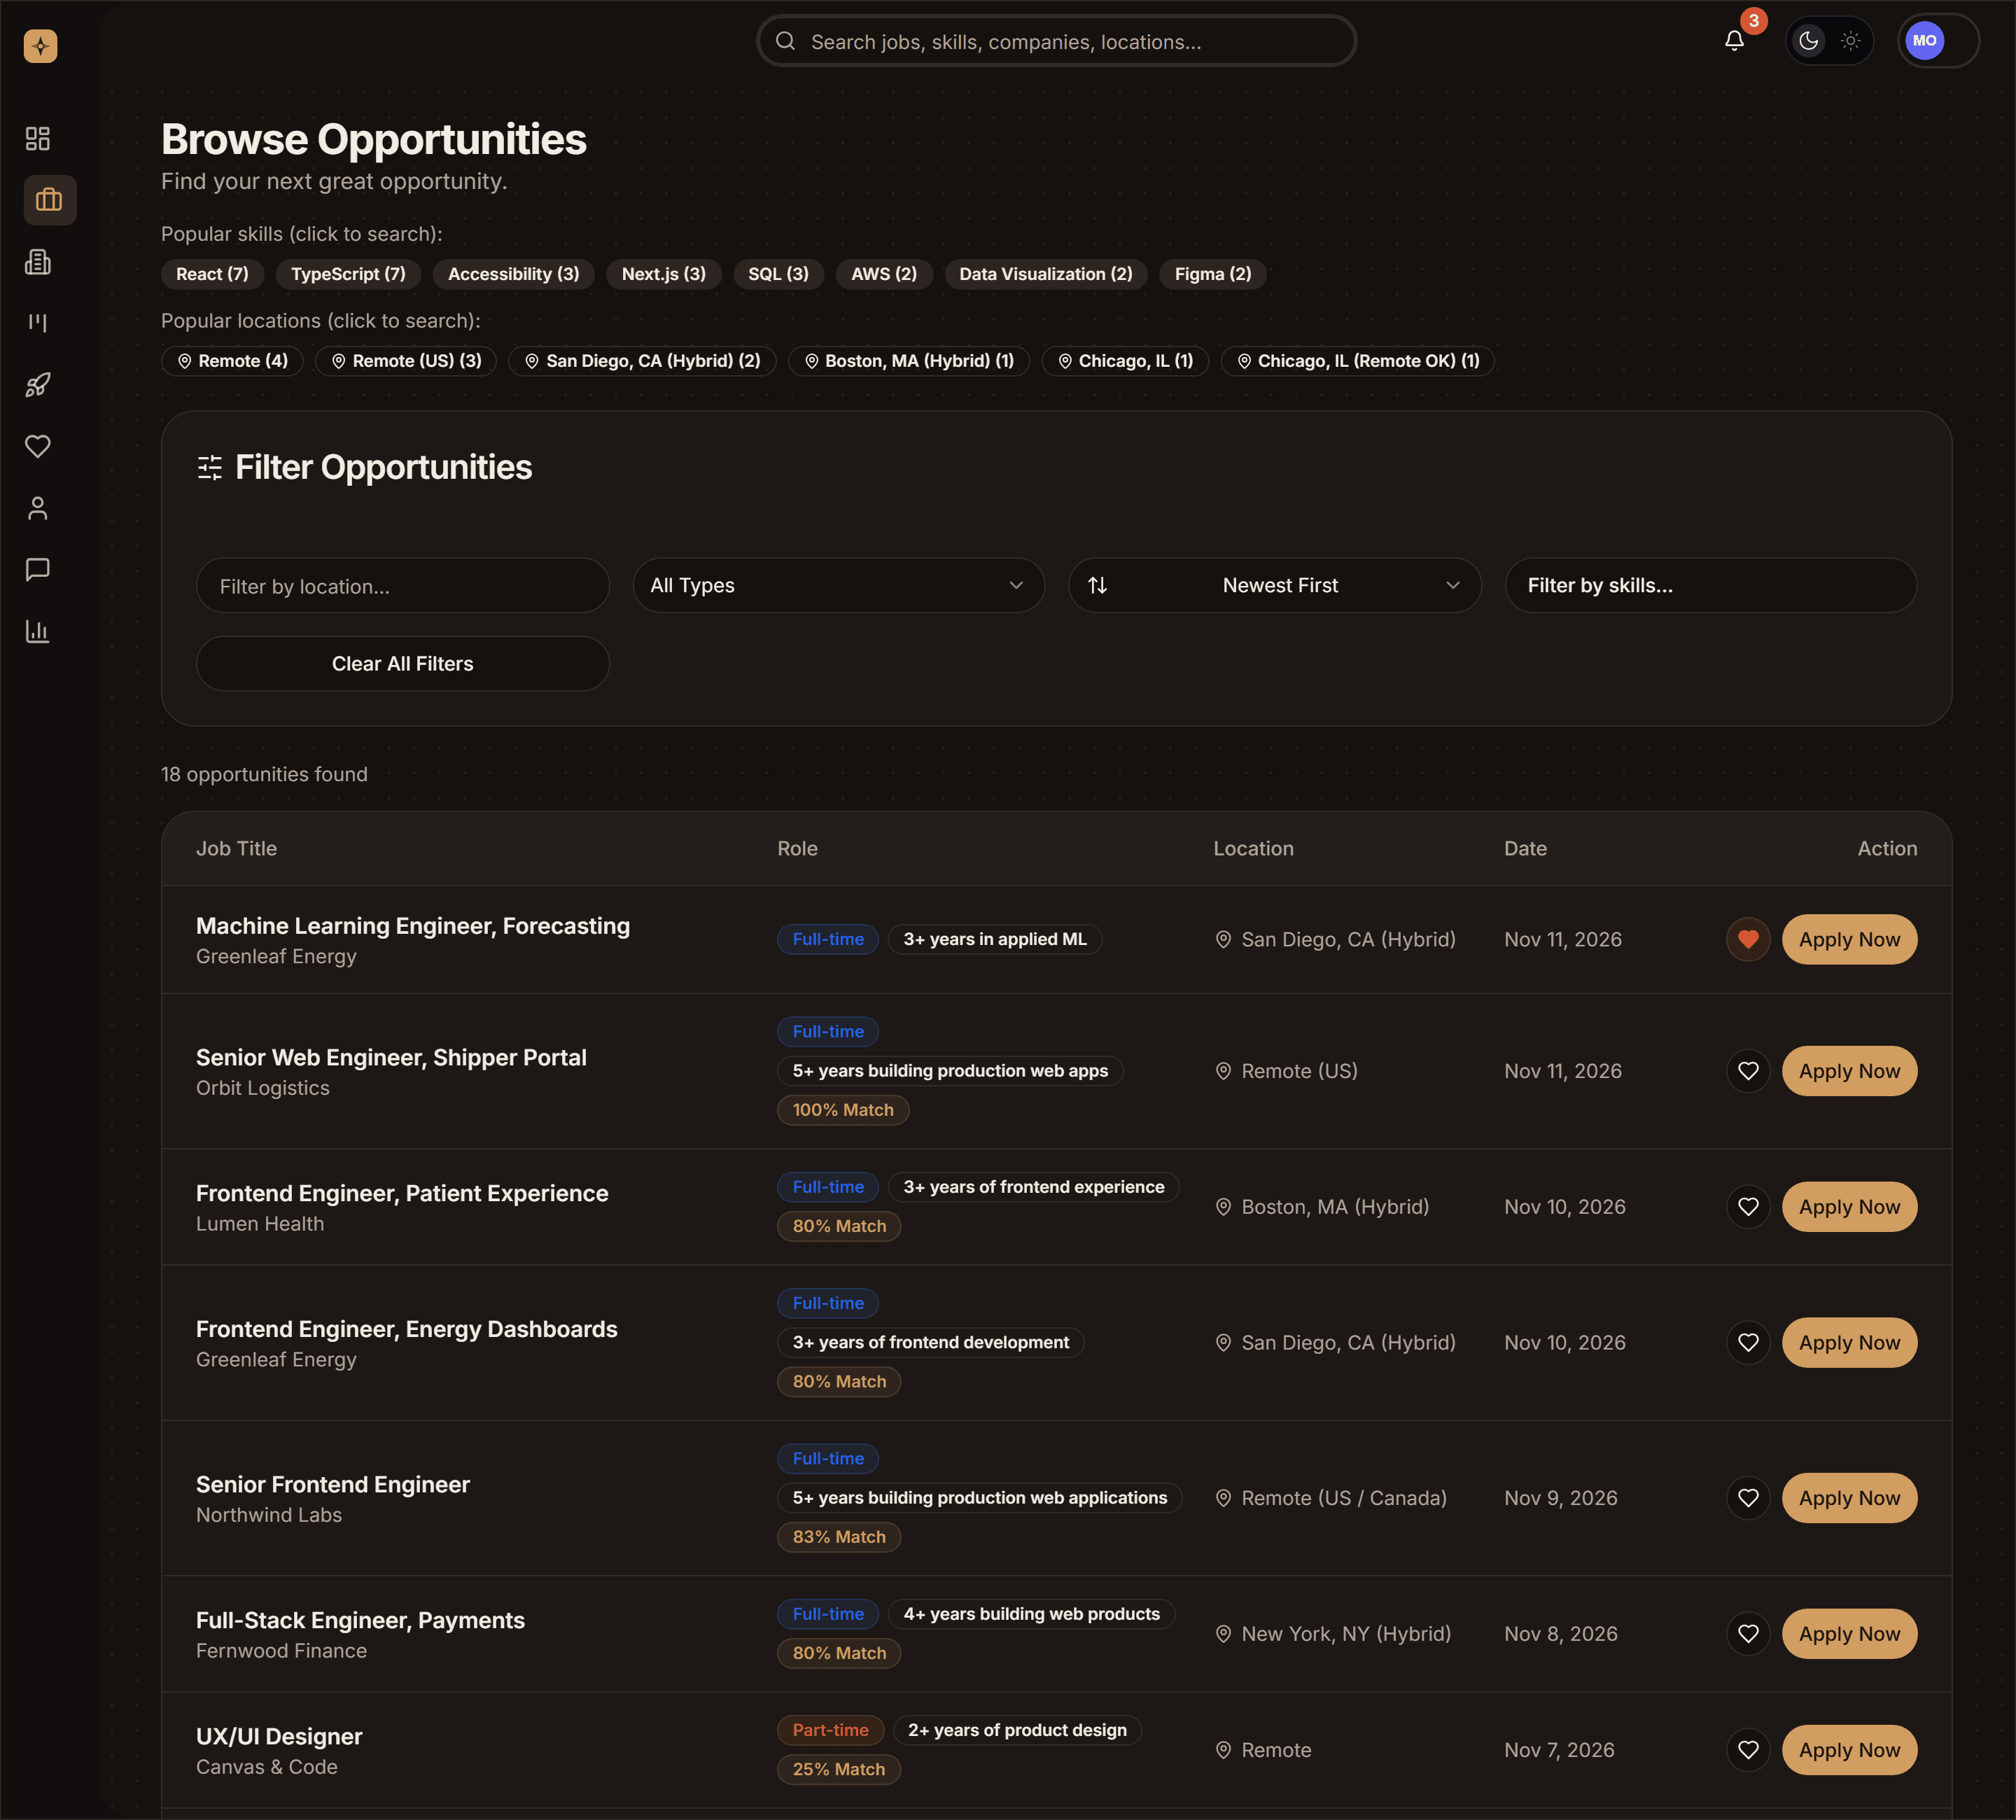 Search jobs, skills, companies, locations...
3
MO
Browse Opportunities
Find your next great opportunity.
Popular skills (click to search):
React (7) TypeScript (7) Accessibility (3) Next.js (3) SQL (3) AWS (2) Data Visualization (2) Figma (2)
Popular locations (click to search):
Remote (4) Remote (US) (3) San Diego, CA (Hybrid) (2) Boston, MA (Hybrid) (1) Chicago, IL (1) Chicago, IL (Remote OK) (1)
Filter Opportunities
Filter by location... All Types Newest First Filter by skills...
Clear All Filters
18 opportunities found
Job Title Role Location Date Action
Machine Learning Engineer, Forecasting
Greenleaf Energy
Full-time 3+ years in applied ML
San Diego, CA (Hybrid) Nov 11, 2026 Apply Now
Senior Web Engineer, Shipper Portal
Orbit Logistics
Full-time
5+ years building production web apps
100% Match
Remote (US) Nov 11, 2026 Apply Now
Frontend Engineer, Patient Experience
Lumen Health
Full-time 3+ years of frontend experience
80% Match
Boston, MA (Hybrid) Nov 10, 2026 Apply Now
Frontend Engineer, Energy Dashboards
Greenleaf Energy
Full-time
3+ years of frontend development
80% Match
San Diego, CA (Hybrid) Nov 10, 2026 Apply Now
Senior Frontend Engineer
Northwind Labs
Full-time
5+ years building production web applications
83% Match
Remote (US / Canada) Nov 9, 2026 Apply Now
Full-Stack Engineer, Payments
Fernwood Finance
Full-time 4+ years building web products
80% Match
New York, NY (Hybrid) Nov 8, 2026 Apply Now
UX/UI Designer
Canvas & Code
Part-time 2+ years of product design
25% Match
Remote Nov 7, 2026 Apply Now